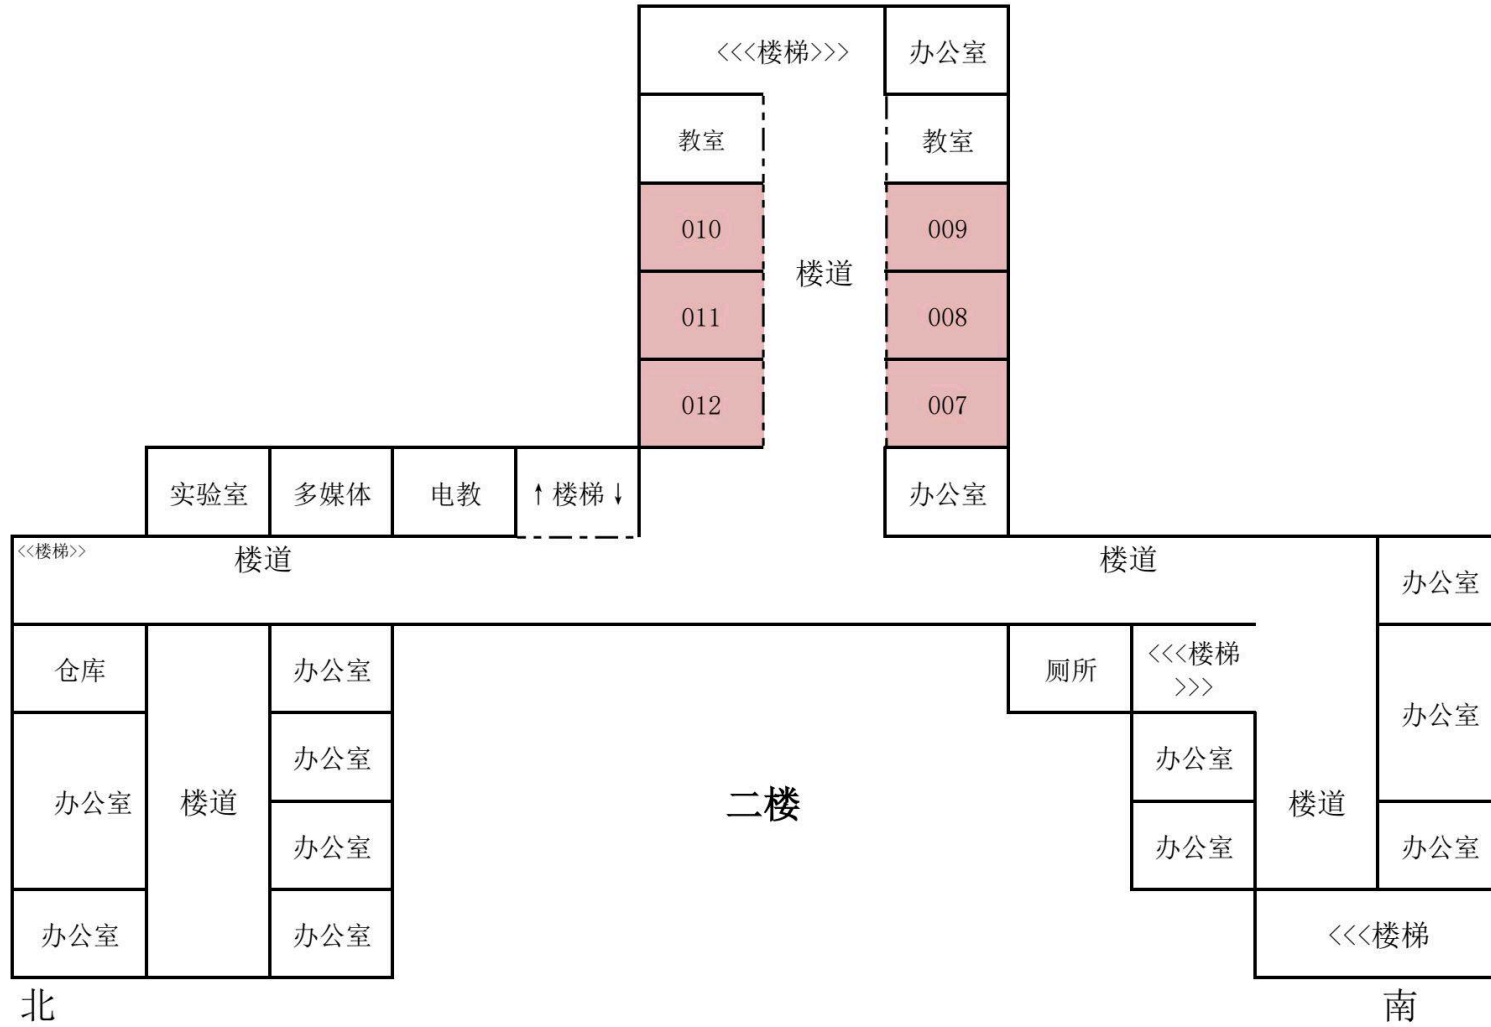 <<<楼梯>>>
办公室
教室
教室
010
009
楼道
011
008
012
007
实验室
多媒体
电教
↑楼梯↓
办公室
<<楼梯>>
楼道
楼道
办公室
仓库
办公室
厕所
<<<楼梯
>>>
办公室
办公室
办公室
办公室
楼道
二楼
楼道
办公室
办公室
办公室
办公室
办公室
<<<楼梯
北
南